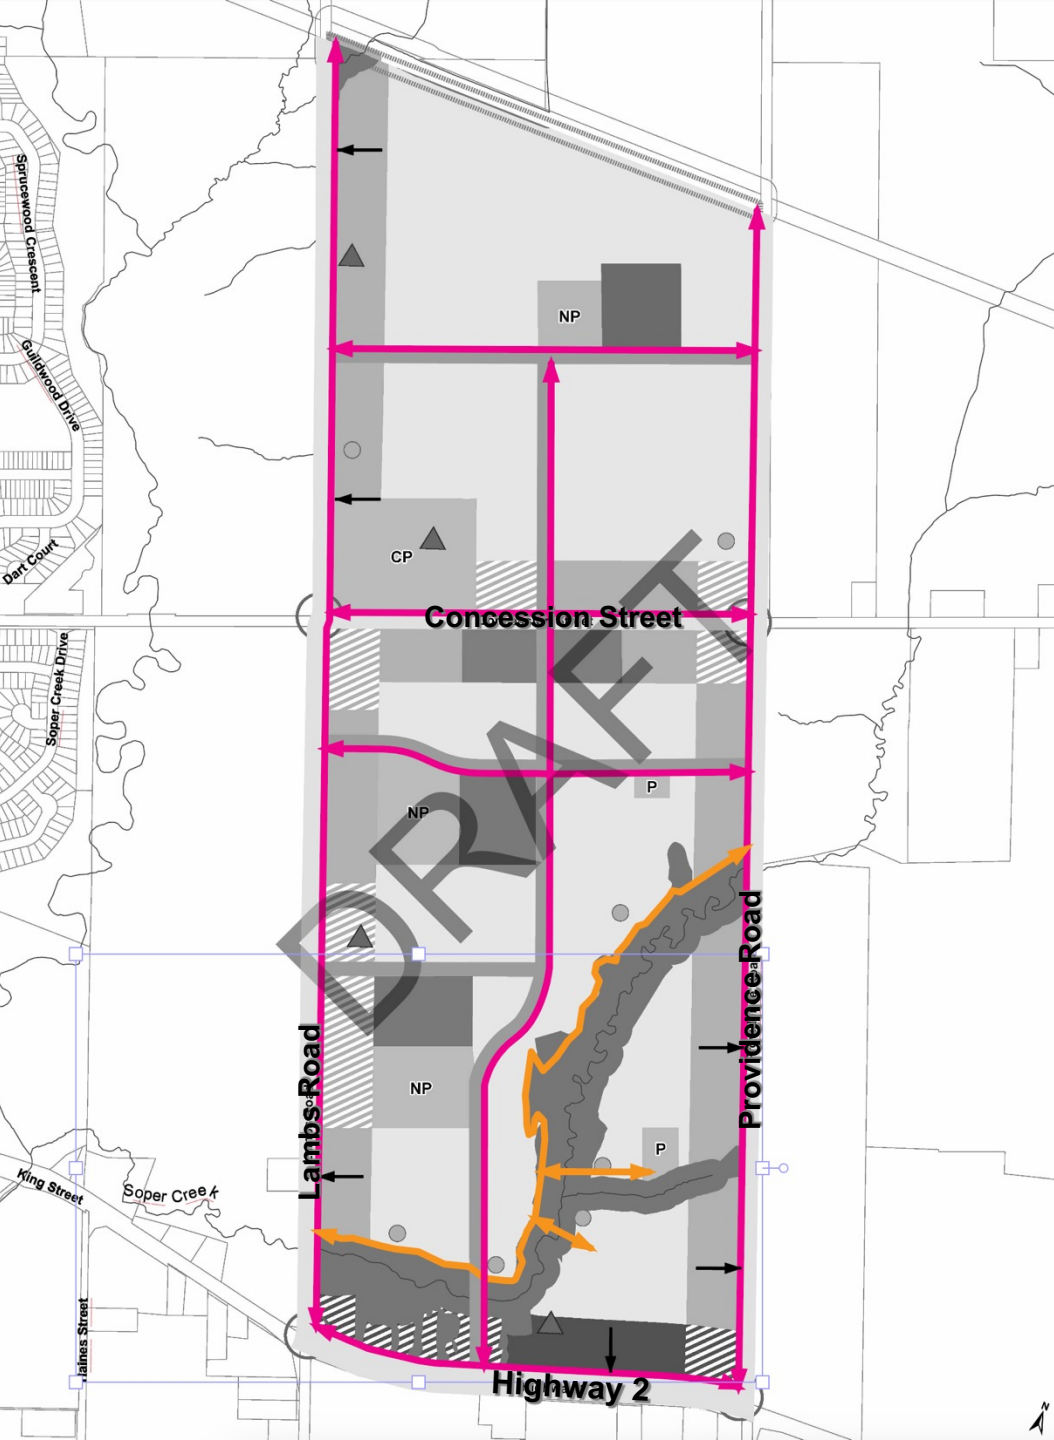 Sprucewood Crescent
Guildwood Drive
NP
Dart Court
CP
Concession Street
Soper Creek Drive
DRAFT
NP
P
Providence Road
Lambs Road
NP
P
King Street
Soper Creek
Haines Street
Highway 2
N